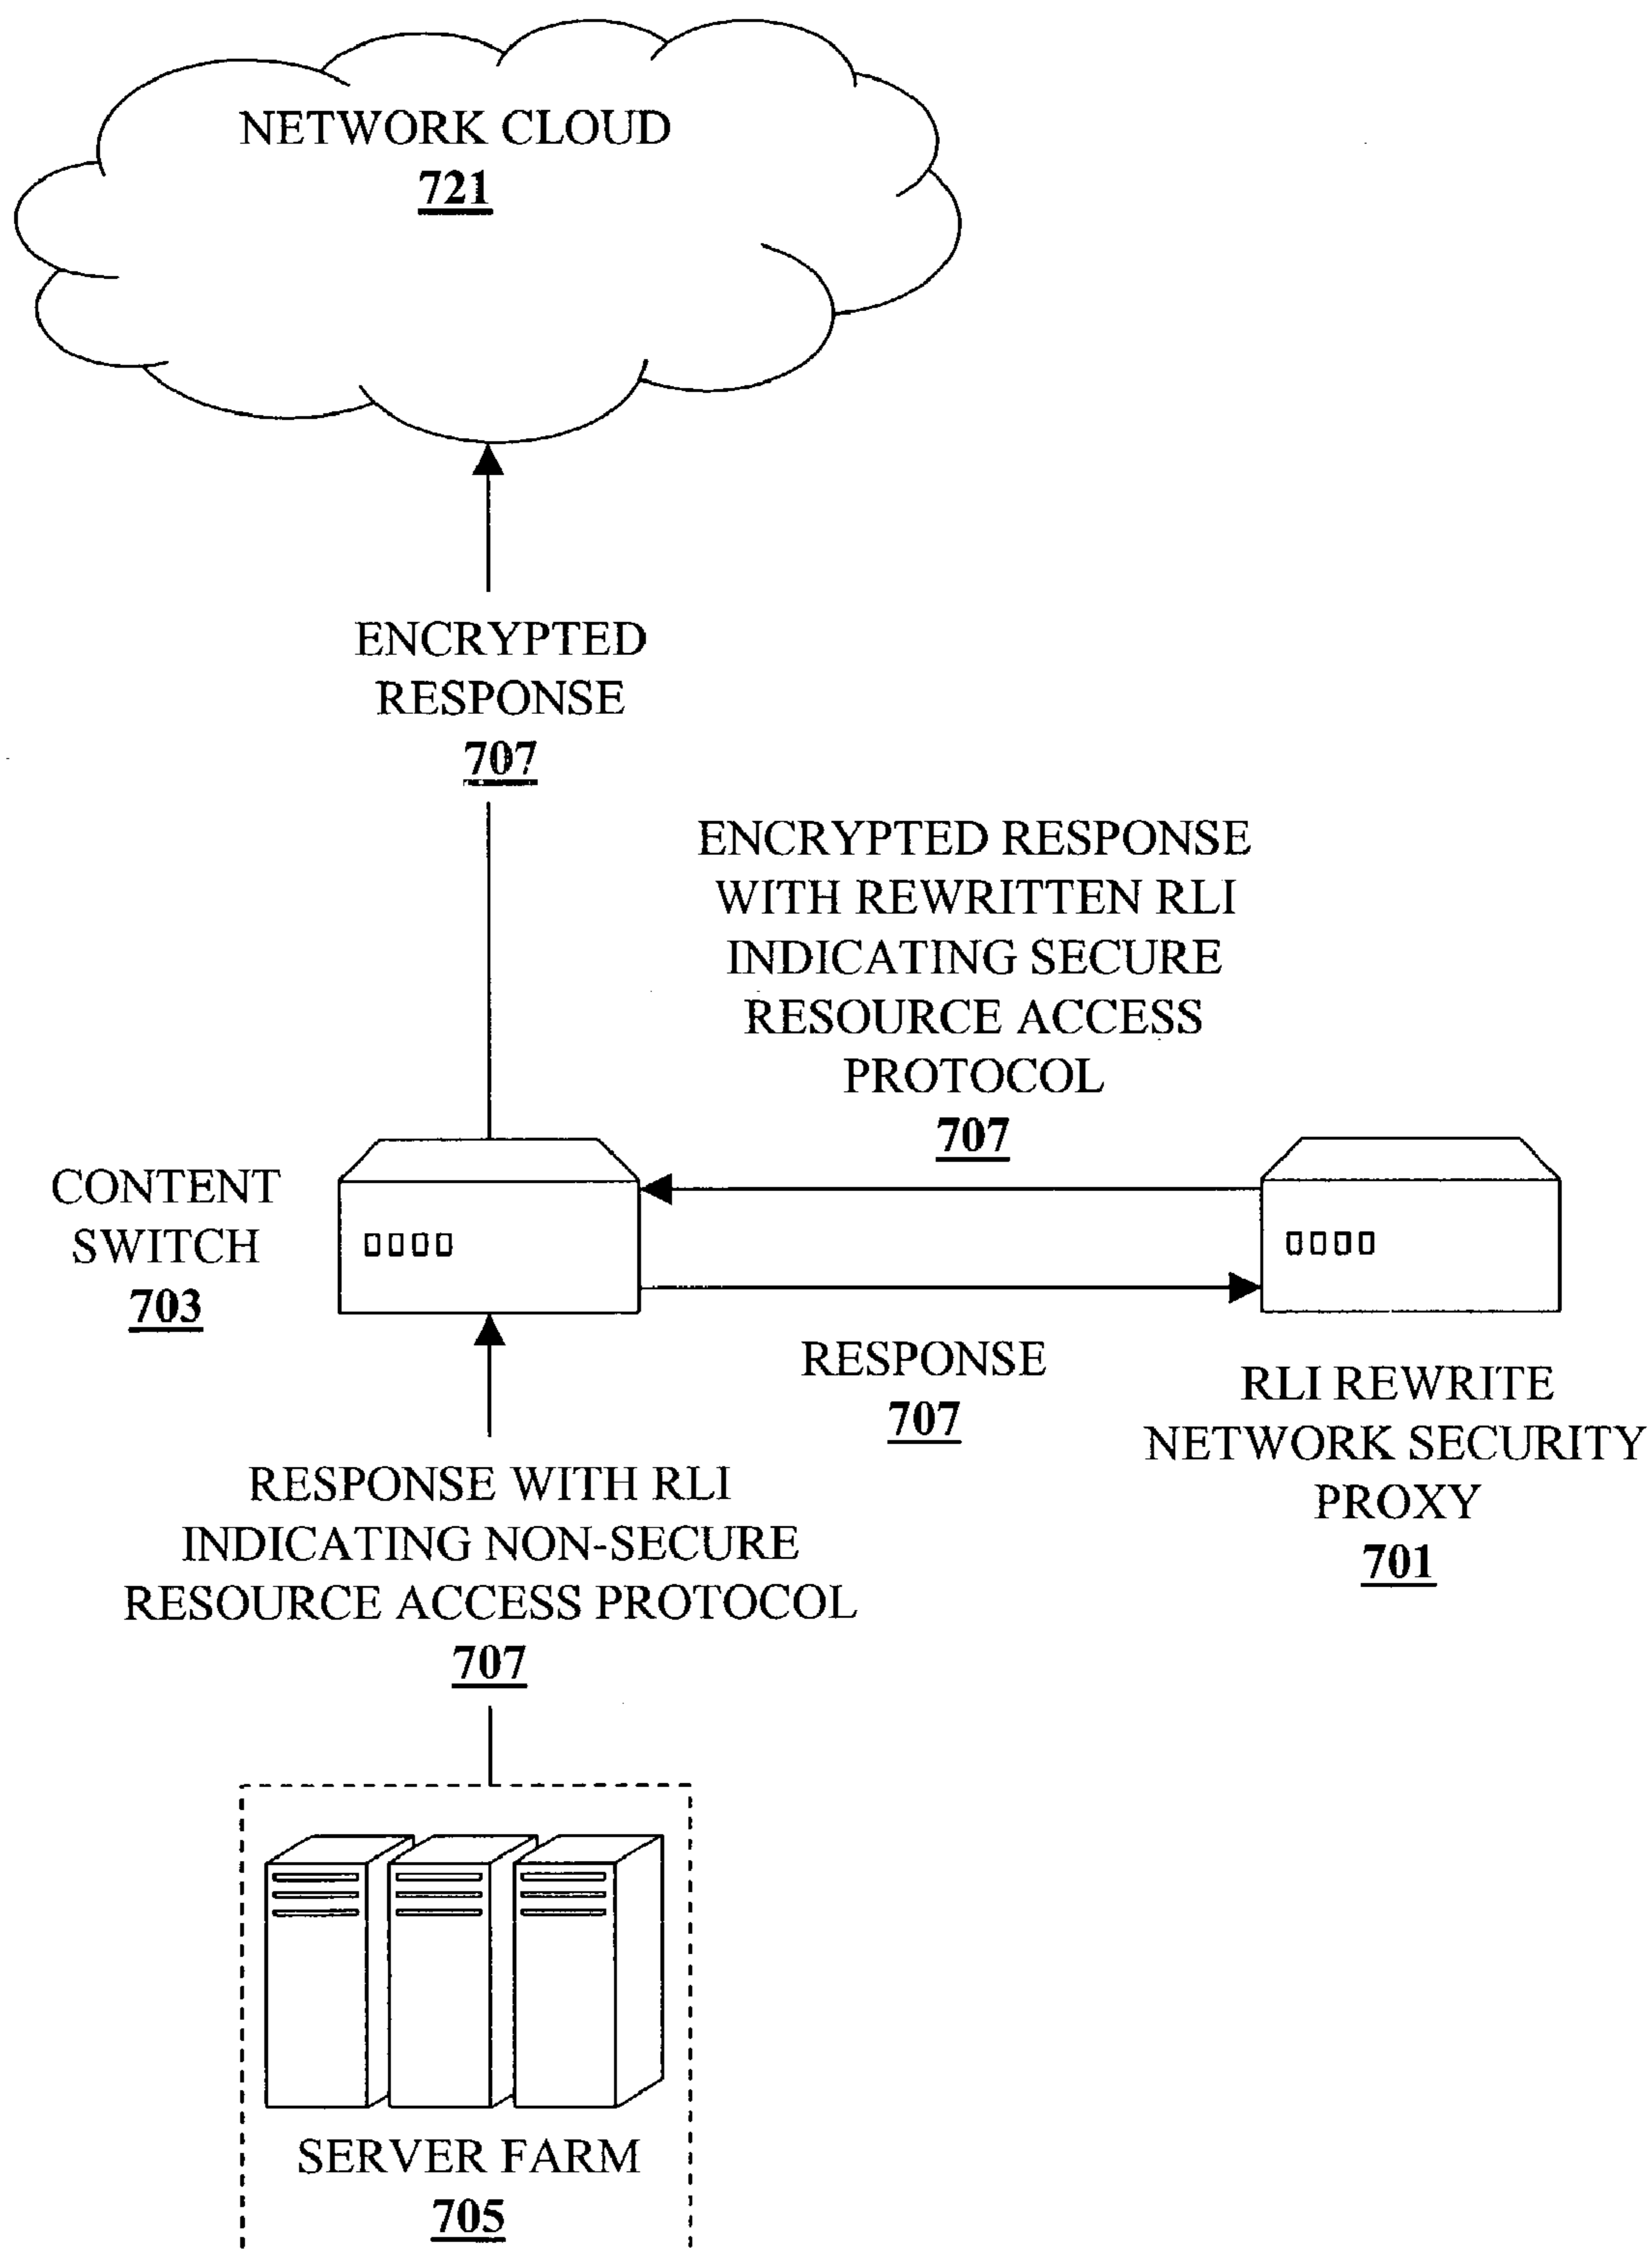 NETWORK CLOUD
721
ENCRYPTED
RESPONSE
707
ENCRYPTED RESPONSE
WITH REWRITTEN RLI
INDICATING SECURE
RESOURCE ACCESS
PROTOCOL
707
CONTENT
SWITCH
703
RESPONSE
707
RLI REWRITE
NETWORK SECURITY
PROXY
701
RESPONSE WITH RLI
INDICATING NON-SECURE
RESOURCE ACCESS PROTOCOL
707
SERVER FARM
705